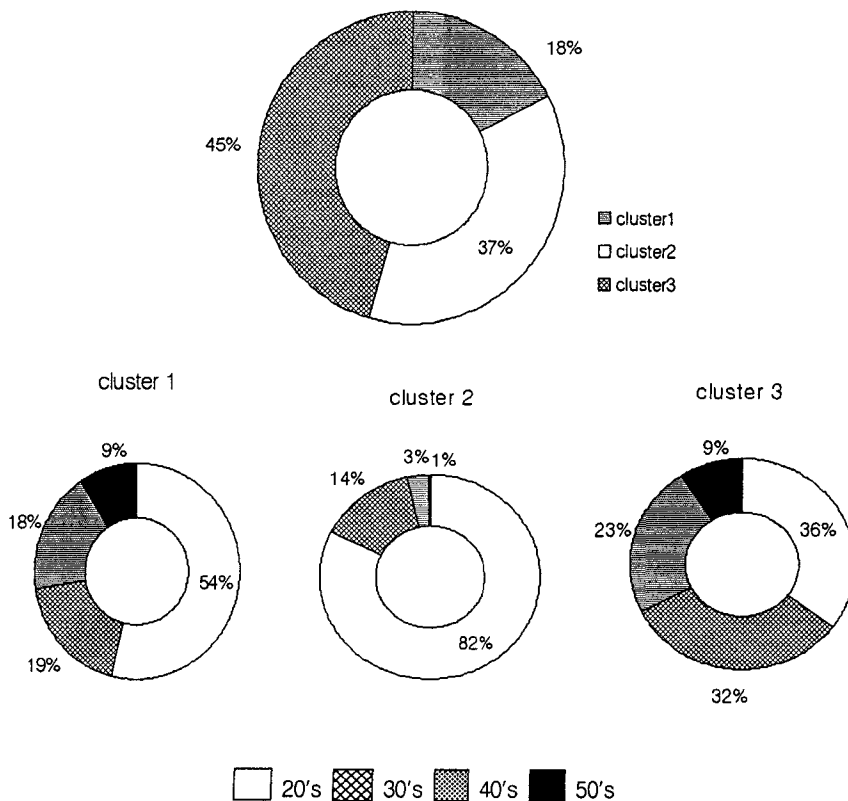 18%
45%
37%
cluster1
cluster2
cluster3
cluster 1
cluster 2
cluster 3
9%
18%
54%
19%
3%
1%
14%
82%
9%
23%
36%
32%
20's 30's 40's 50's